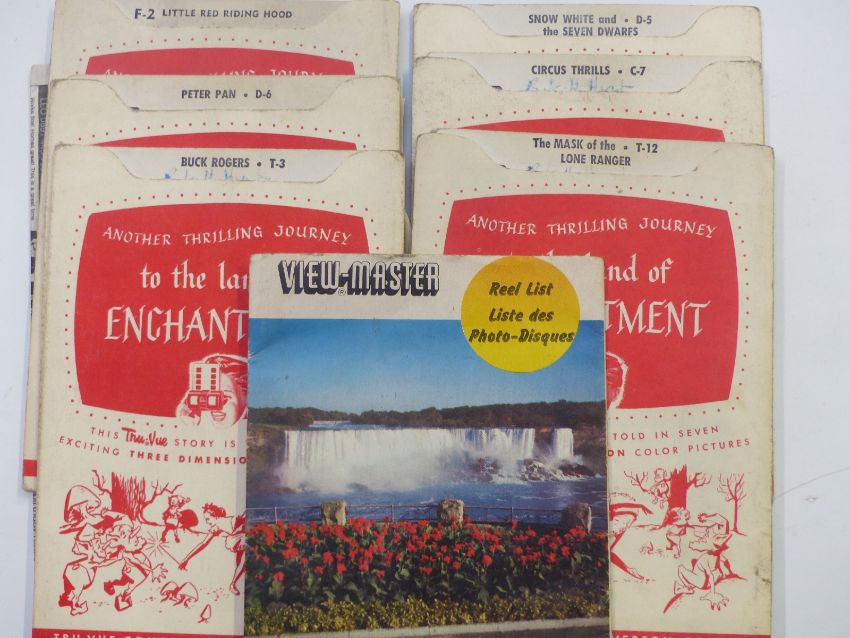 F-2 LITTLE RED RIDING HOOD
SNOW WHITE and • D-5
the SEVEN DWARFS
PETER PAN • D-6
CIRCUS THRILLS • C-7
BUCK ROGERS • T-3
The MASK of the • T-12
LONE RANGER
ANOTHER THRILLING JOURNEY
to the lan
ENCHANT
THIS Tru-Vue STORY IS
EXCITING THREE DIMENSIO
ANOTHER THRILLING JOURNEY
nd of
TMENT
TOLD IN SEVEN
ON COLOR PICTURES
VIEW-MASTER
®
Reel List
Liste des
Photo-Disques